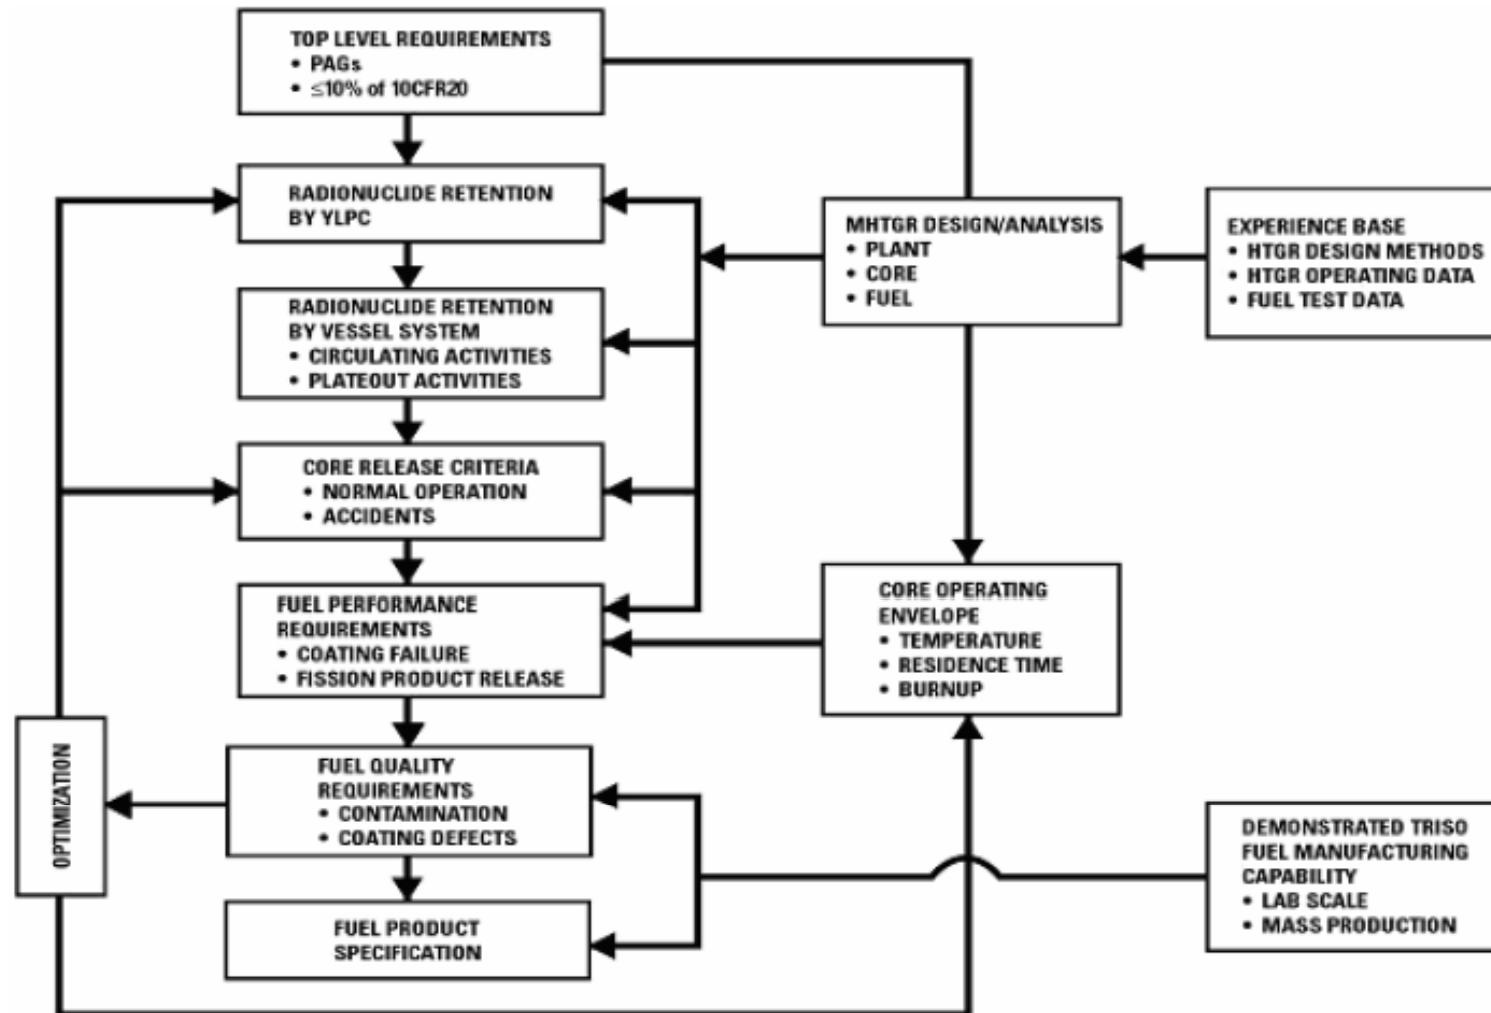 TOP LEVEL REQUIREMENTS
• PAGs
• ≤10% of 10CFR20
RADIONUCLIDE RETENTION
BY YLPC
RADIONUCLIDE RETENTION
BY VESSEL SYSTEM
• CIRCULATING ACTIVITIES
• PLATEOUT ACTIVITIES
CORE RELEASE CRITERIA
• NORMAL OPERATION
• ACCIDENTS
FUEL PERFORMANCE
REQUIREMENTS
• COATING FAILURE
• FISSION PRODUCT RELEASE
FUEL QUALITY
REQUIREMENTS
• CONTAMINATION
• COATING DEFECTS
FUEL PRODUCT
SPECIFICATION
OPTIMIZATION
MHTGR DESIGN/ANALYSIS
• PLANT
• CORE
• FUEL
CORE OPERATING
ENVELOPE
• TEMPERATURE
• RESIDENCE TIME
• BURNUP
EXPERIENCE BASE
• HTGR DESIGN METHODS
• HTGR OPERATING DATA
• FUEL TEST DATA
DEMONSTRATED TRISO
FUEL MANUFACTURING
CAPABILITY
• LAB SCALE
• MASS PRODUCTION